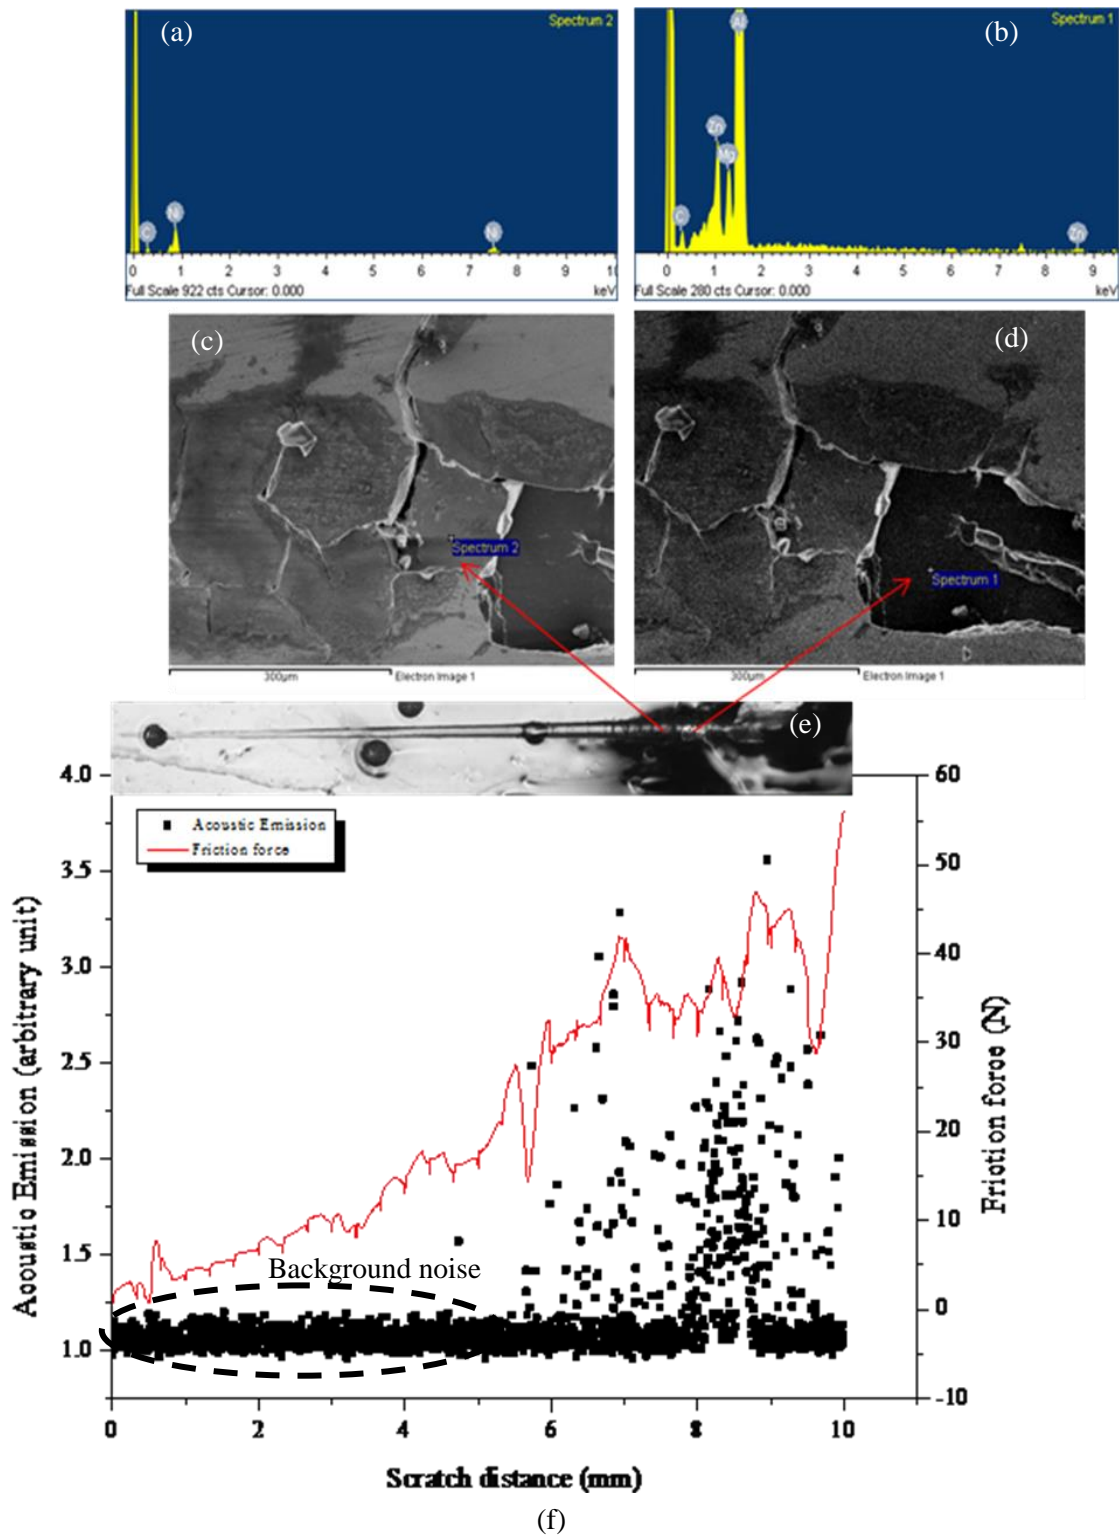 (a)
Spectrum 2
C
Ni
Ni
0 1 2 3 4 5 6 7 8 9 10
Full Scale 922 cts Cursor: 0.000
keV
(b)
Spectrum 1
Al
Zn
Mg
C
Zn
0 1 2 3 4 5 6 7 8 9
Full Scale 280 cts Cursor: 0.000
keV
(c)
Spectrum 2
300µm
Electron Image 1
(d)
Spectrum 1
300µm
Electron Image 1
(e)
4.0
3.5
3.0
2.5
2.0
1.5
1.0
Acoustic Emission (arbitrary unit)
Acoustic Emission
Friction force
Background noise
60
50
40
30
20
10
0
-10
Friction force (N)
0 2 4 6 8 10
Scratch distance (mm)
(f)